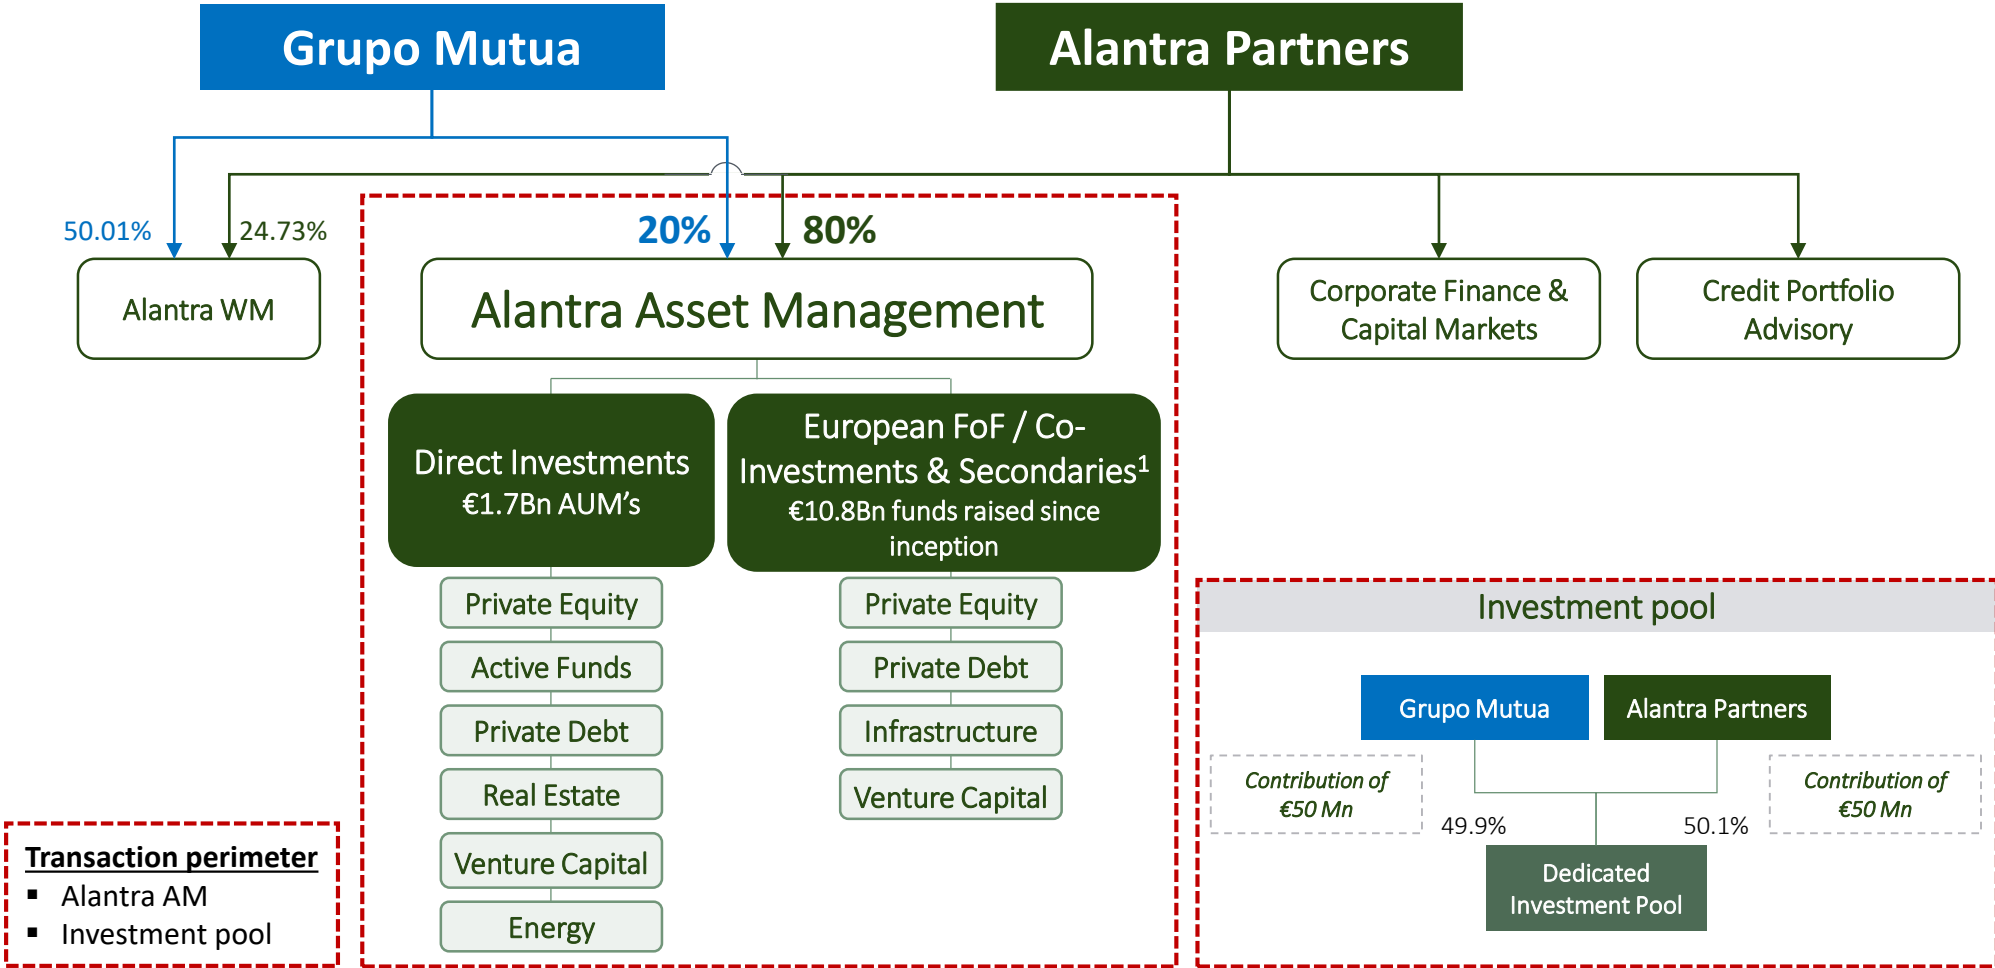 Grupo Mutua
Alantra Partners
50.01%
24.73%
20%
80%
Alantra WM
Alantra Asset Management
Corporate Finance &
Capital Markets
Credit Portfolio
Advisory
Direct Investments
€1.7Bn AUM’s
European FoF / Co-
Investments & Secondaries¹
€10.8Bn funds raised since
inception
Private Equity
Active Funds
Private Debt
Real Estate
Venture Capital
Energy
Private Equity
Private Debt
Infrastructure
Venture Capital
Transaction perimeter
▪ Alantra AM
▪ Investment pool
Investment pool
Grupo Mutua
Alantra Partners
Contribution of
€50 Mn
Contribution of
€50 Mn
49.9%
50.1%
Dedicated
Investment Pool